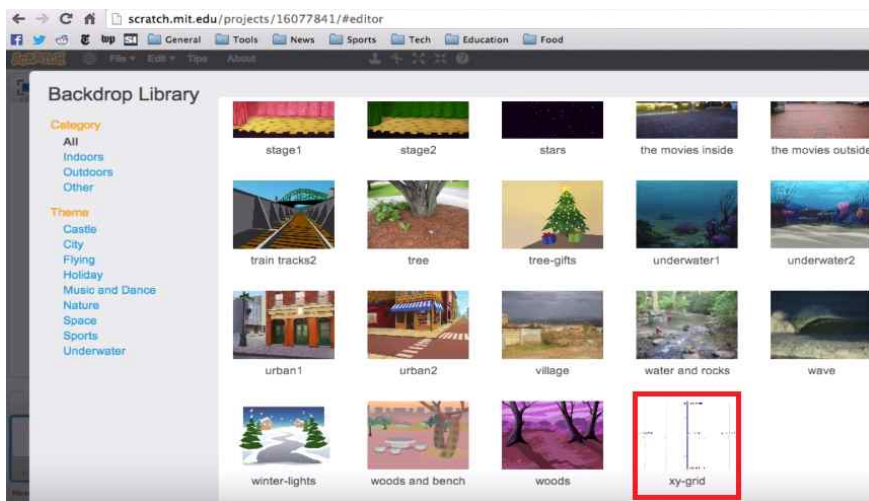 scratch.mit.edu/projects/16077841/#editor
General Tools News Sports Tech Education Food
SCRATCH File Edit Tips About
Backdrop Library
Category
All
Indoors
Outdoors
Other
Theme
Castle
City
Flying
Holiday
Music and Dance
Nature
Space
Sports
Underwater
stage1 stage2 stars the movies inside the movies outside
train tracks2 tree tree-gifts underwater1 underwater2
urban1 urban2 village water and rocks wave
winter-lights woods and bench woods xy-grid